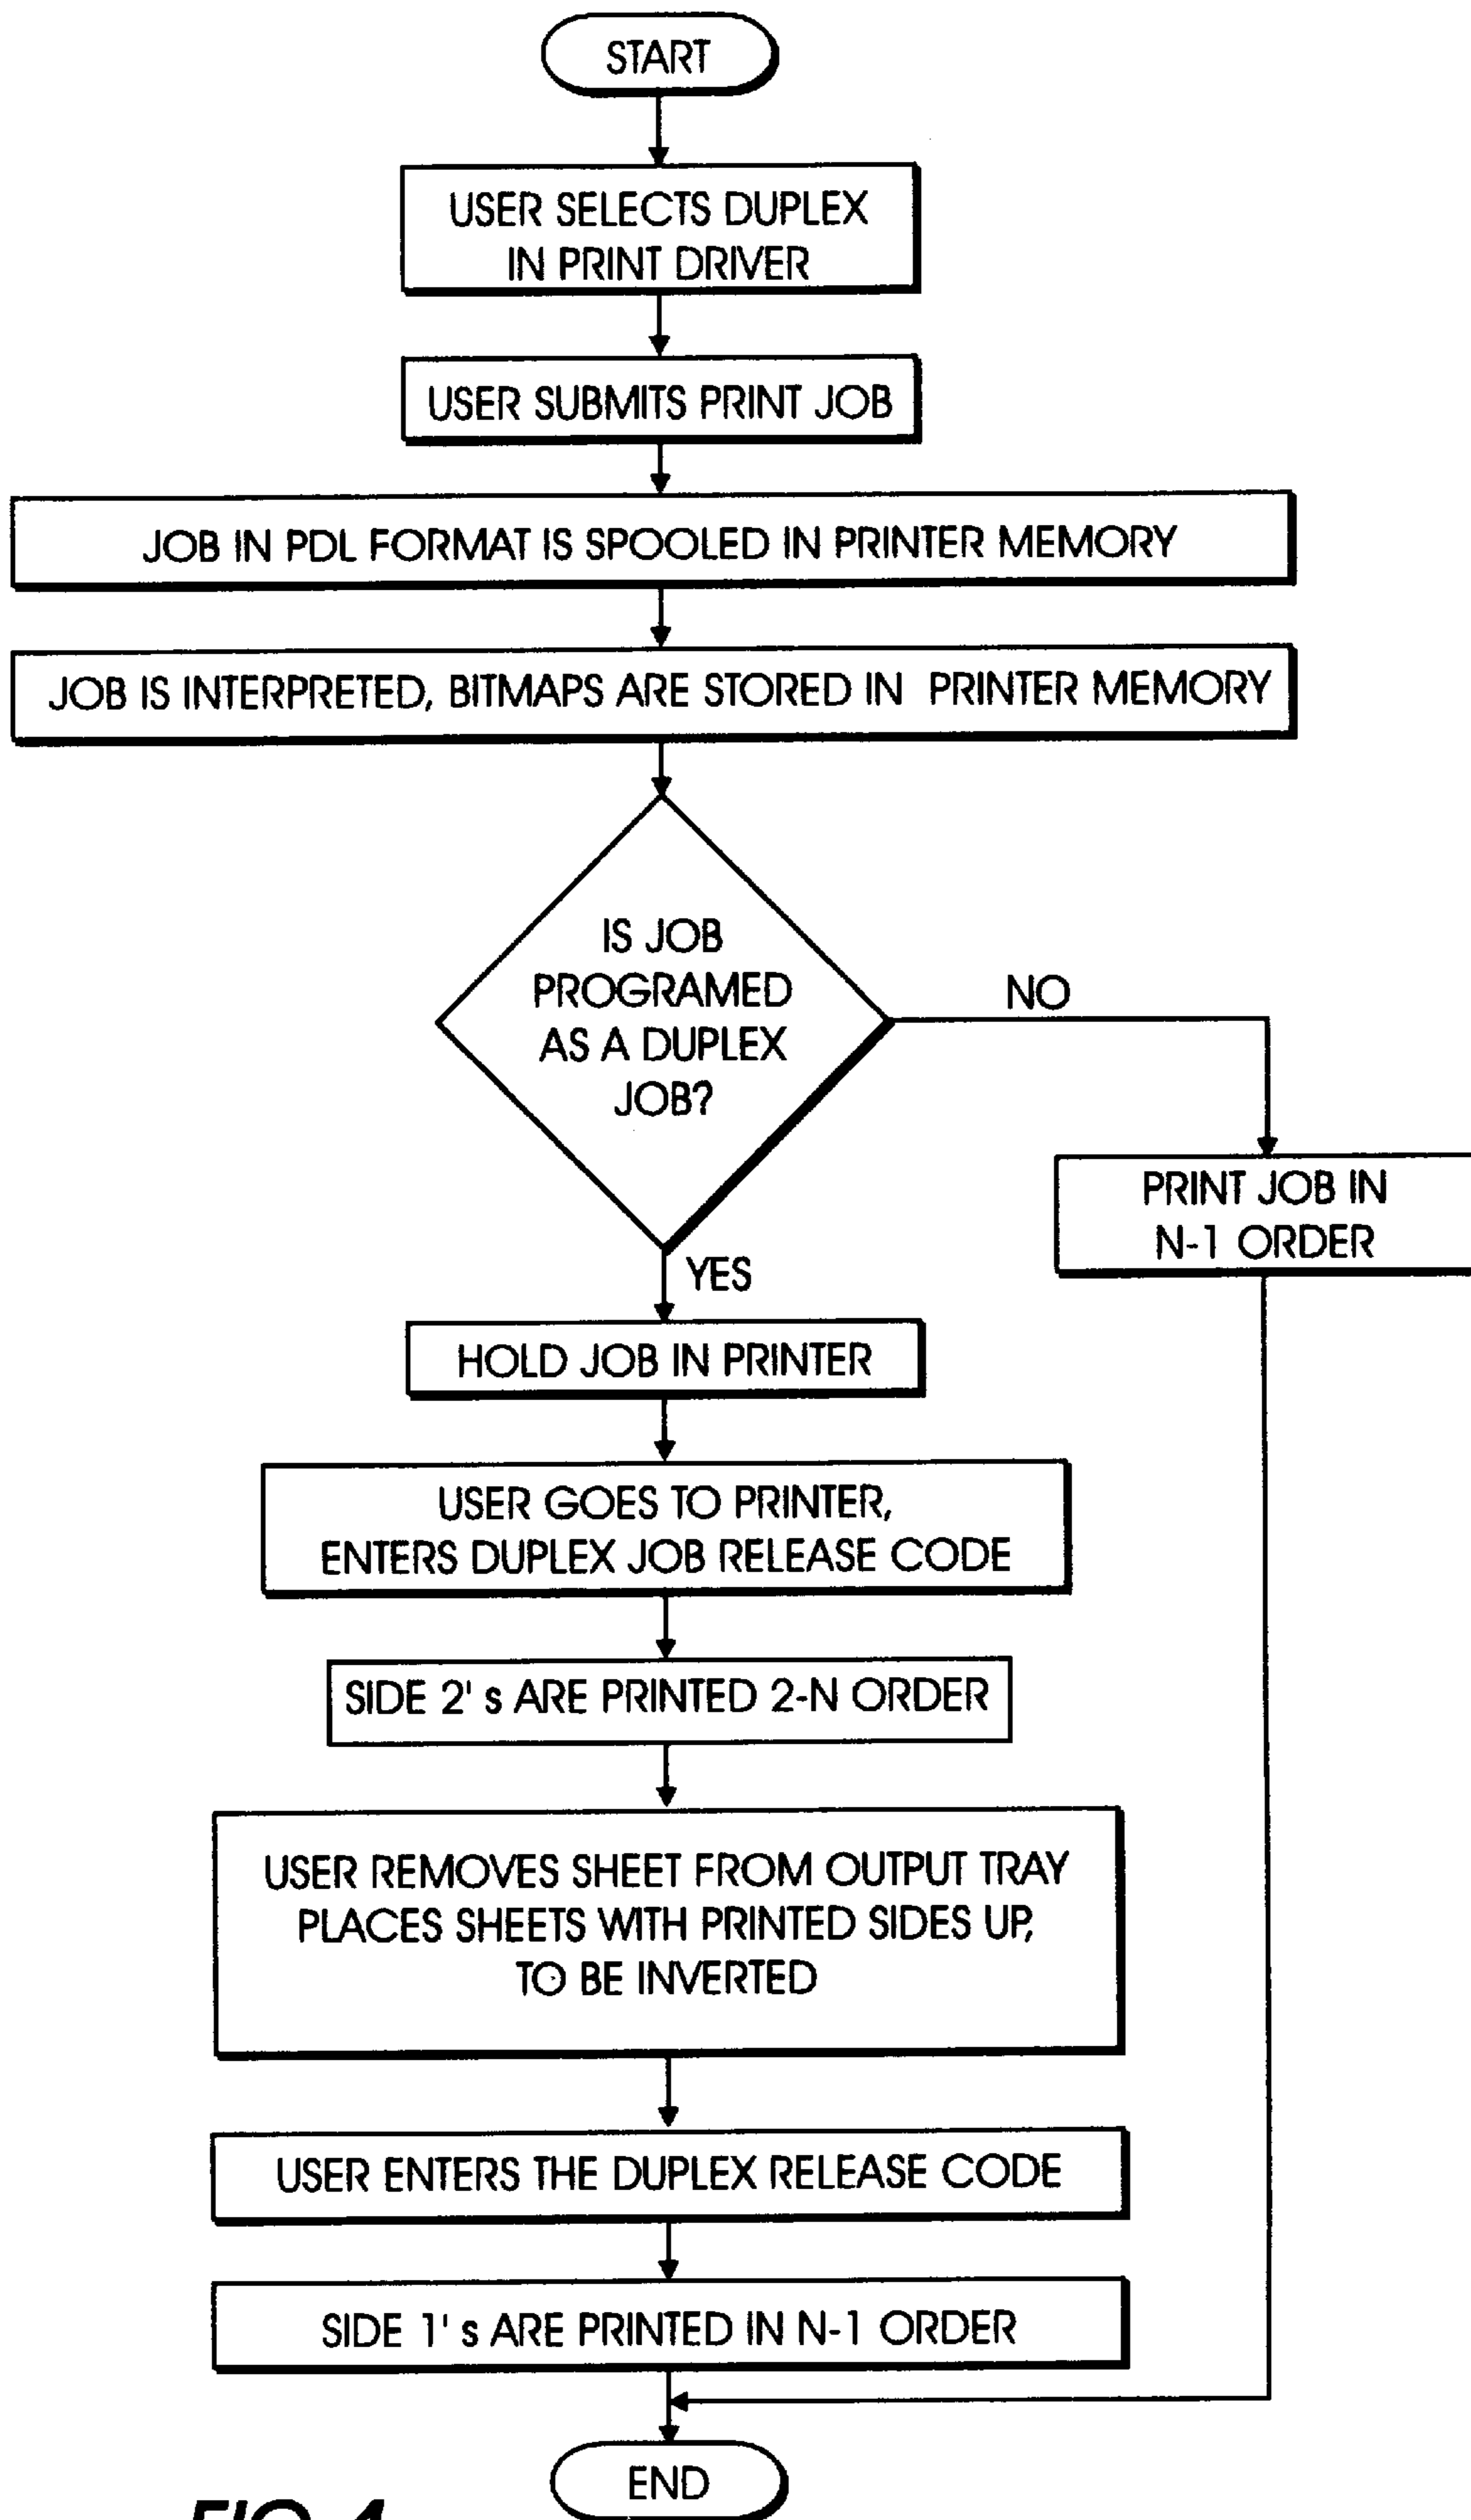 START
USER SELECTS DUPLEX
IN PRINT DRIVER
USER SUBMITS PRINT JOB
JOB IN PDL FORMAT IS SPOOLED IN PRINTER MEMORY
JOB IS INTERPRETED, BITMAPS ARE STORED IN PRINTER MEMORY
IS JOB
PROGRAMED
AS A DUPLEX
JOB?
NO
PRINT JOB IN
N-1 ORDER
YES
HOLD JOB IN PRINTER
USER GOES TO PRINTER,
ENTERS DUPLEX JOB RELEASE CODE
SIDE 2' s ARE PRINTED 2-N ORDER
USER REMOVES SHEET FROM OUTPUT TRAY
PLACES SHEETS WITH PRINTED SIDES UP,
TO BE INVERTED
USER ENTERS THE DUPLEX RELEASE CODE
SIDE 1' s ARE PRINTED IN N-1 ORDER
END